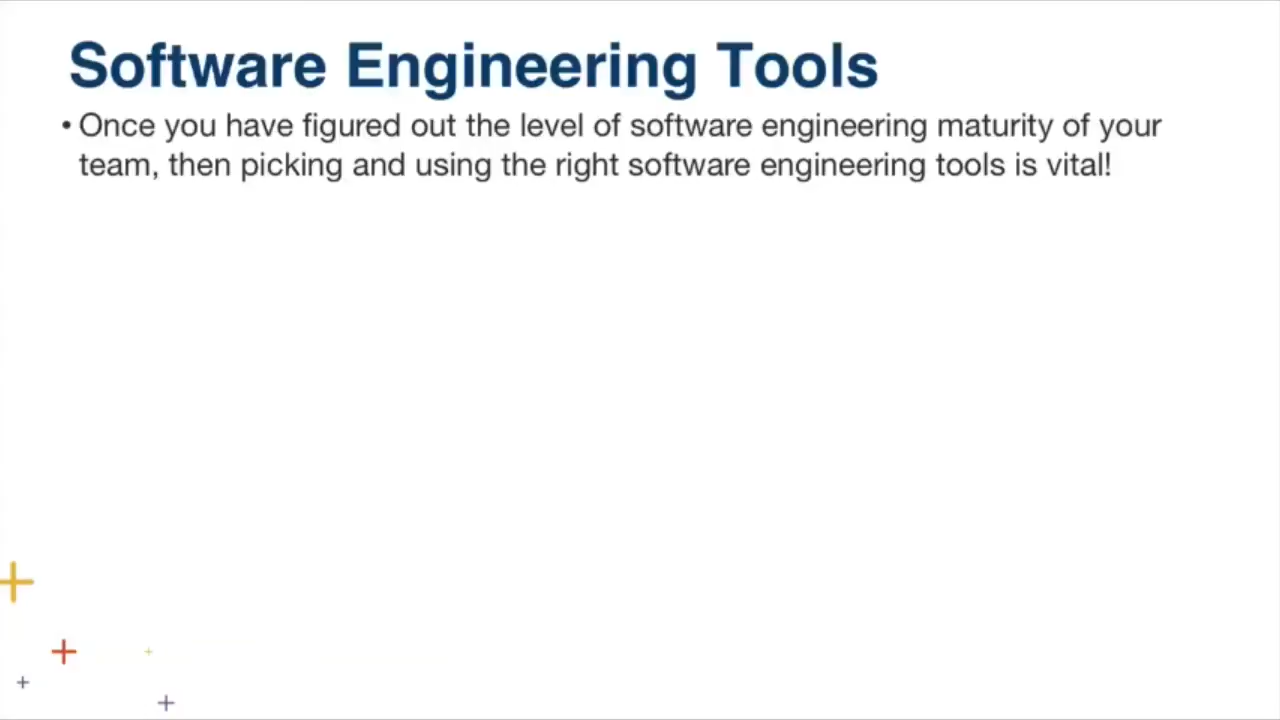 Software Engineering Tools
• Once you have figured out the level of software engineering maturity of your
team, then picking and using the right software engineering tools is vital!